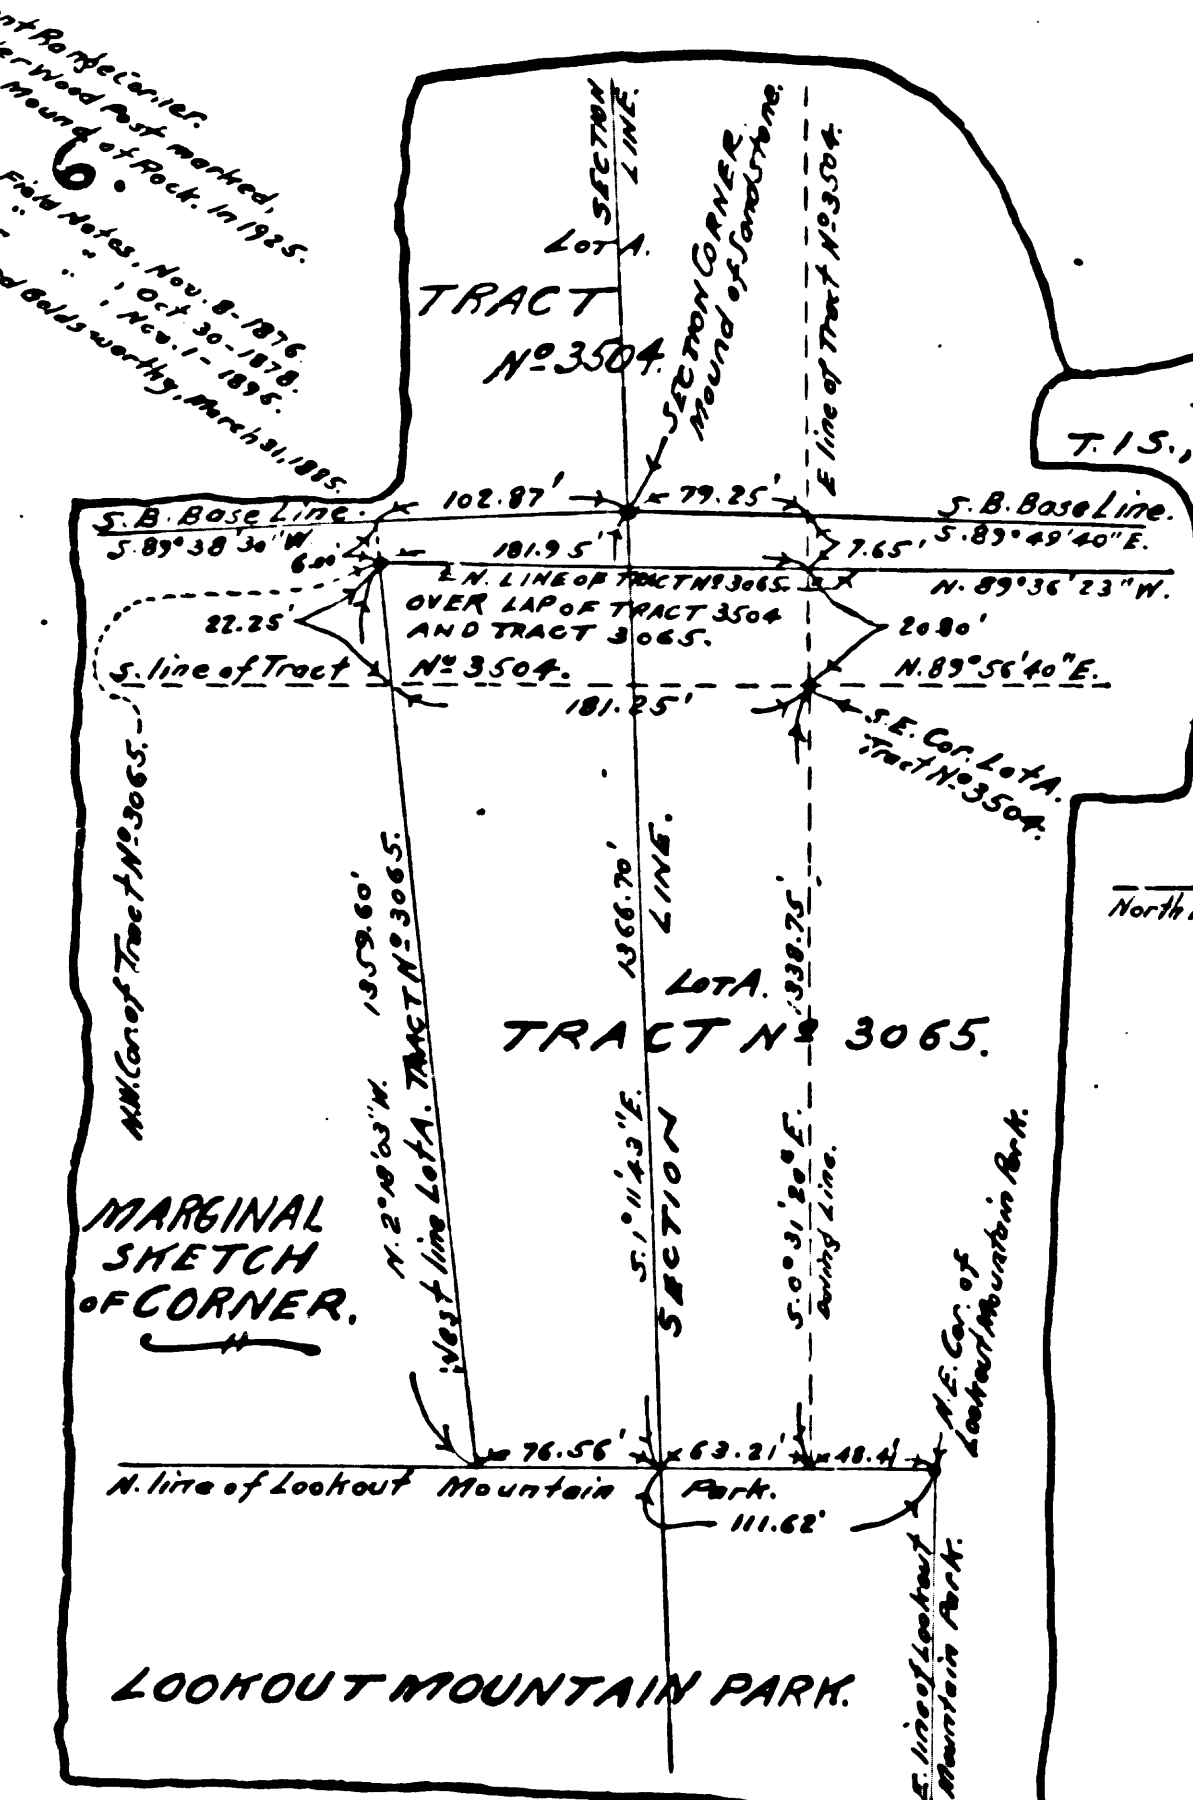 Range Corner.
Wood Post marked,
Mound of Rock. In 1925.
6.
Field Notes, Nov. 8-1876.
" " , Oct 30-1878.
" , Nov. 1-1895.
Goldsworthy, March 31, 1885.
SECTION
LINE.
LOT A.
TRACT
Nº 3504.
SECTION CORNER
Mound of Sandstone.
E line of Tract Nº 3504.
T. 1 S.,
102.87'
79.25'
S. B. Base Line.
S. 89° 38' 30" W.
S. B. Base Line.
S. 89° 49' 40" E.
181.95'
7.65'
N. LINE OF TRACT Nº 3065.
N. 89° 36' 23" W.
OVER LAP OF TRACT 3504
AND TRACT 3065.
22.25'
20.80'
S. line of Tract Nº 3504.
N. 89° 56' 40" E.
181.25'
S.E. Cor. Lot A.
Tract Nº 3504.
N.W. Cor. of Tract Nº 3065.
1359.60'
N. 2° 18' 03" W.
West line Lot A. TRACT Nº 3065.
1366.70'
LINE.
S. 1° 11' 43" E.
SECTION
1338.75'
S. 0° 31' 20" E.
Line.
North
LOT A.
TRACT Nº 3065.
MARGINAL
SKETCH
OF CORNER.
N.E. Cor. of
Lookout Mountain Park.
76.56'
63.21'
48.41'
N. line of Lookout Mountain Park.
111.62'
E. line of Lookout
Mountain Park.
LOOKOUT MOUNTAIN PARK.